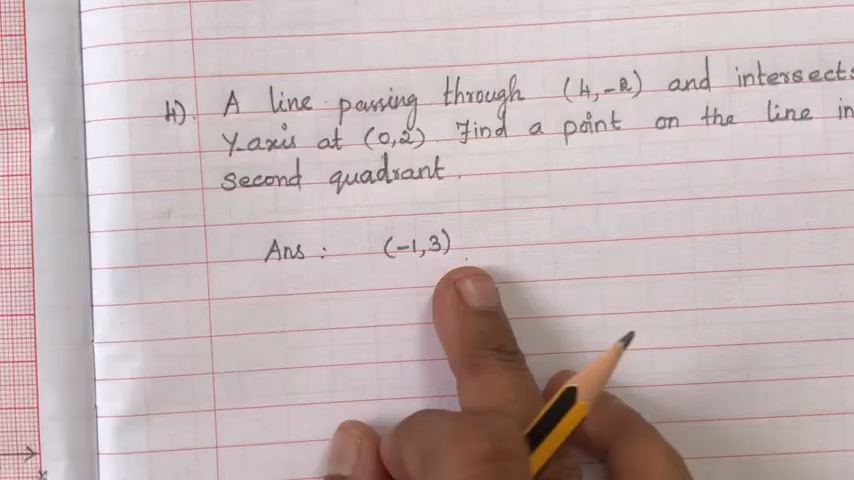 4). A line passing through (4,-2) and intersects
Y-axis at (0,2) Find a point on the line in
second quadrant.
Ans : (-1,3)
x